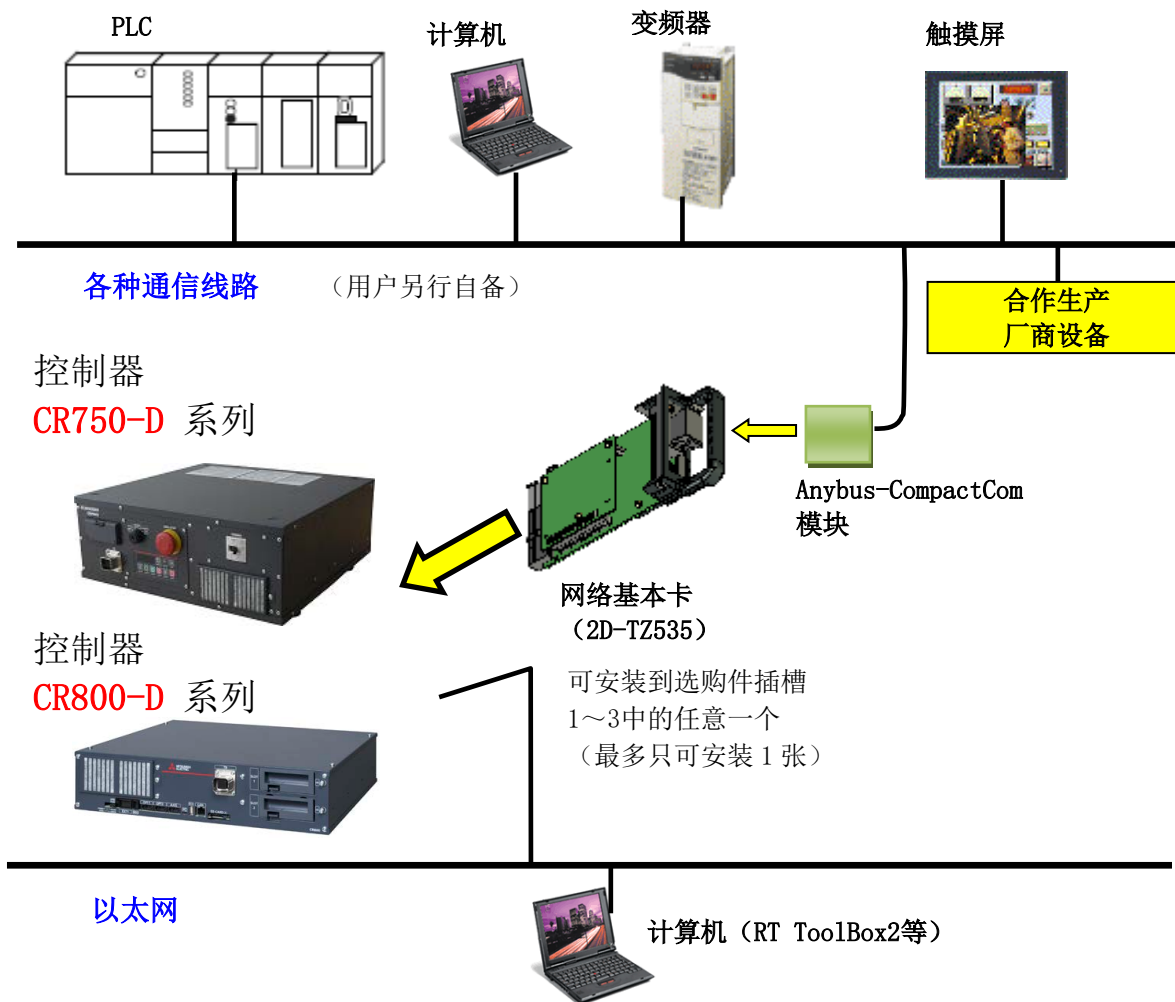 PLC
计算机
变频器
触摸屏
各种通信线路 （用户另行自备）
合作生产
厂商设备
控制器
CR750-D 系列
Anybus-CompactCom
模块
网络基本卡
（2D-TZ535）
控制器
CR800-D 系列
可安装到选购件插槽
1～3中的任意一个
（最多只可安装1张）
以太网
计算机（RT ToolBox2等）